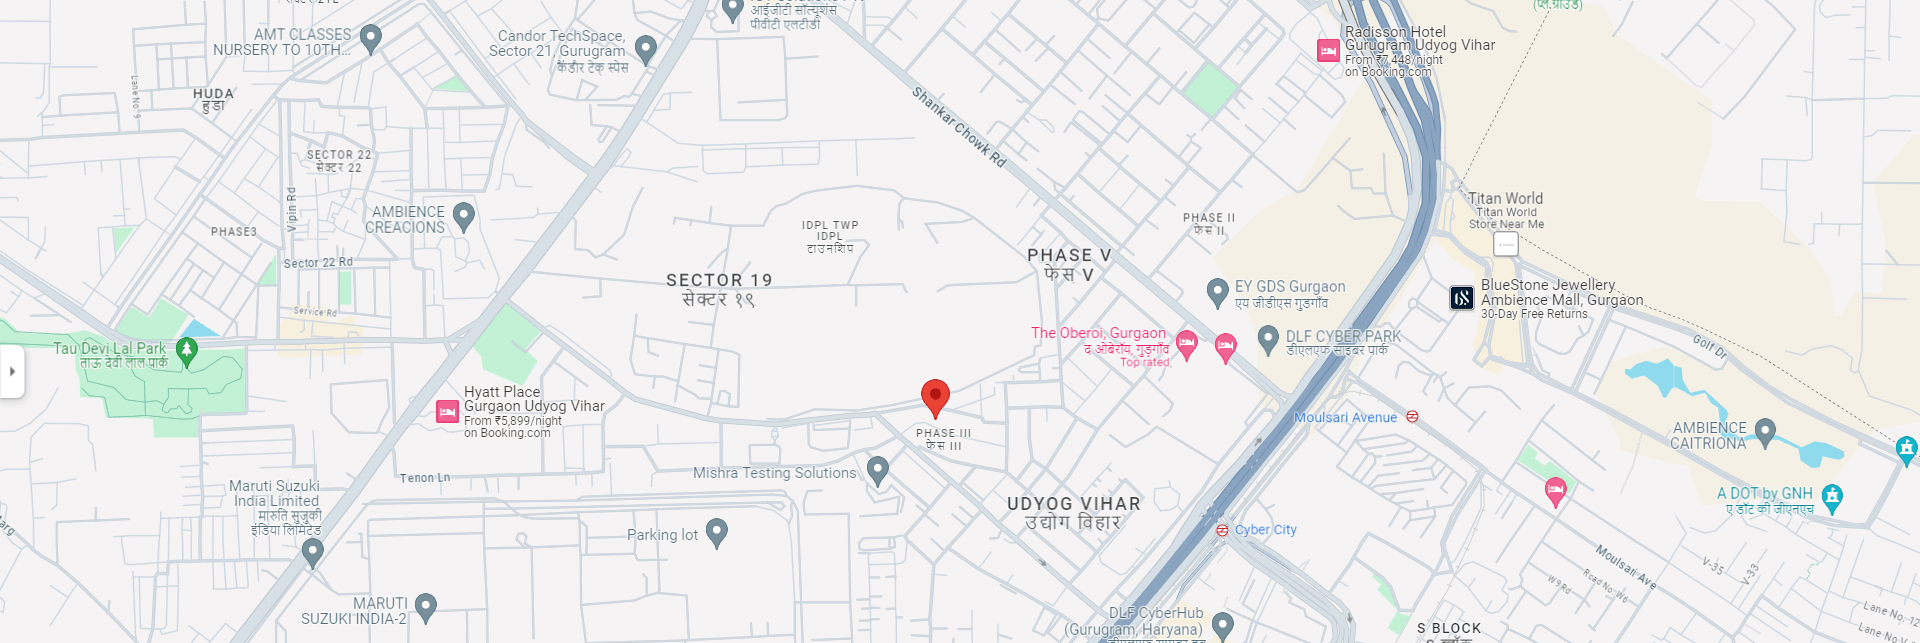 AMT CLASSES
NURSERY TO 10TH...
Candor TechSpace,
Sector 21, Gurugram
कैंडौर टेक् स्पेस
आईजीटी सोल्यूशंस
पीवीटी एलटीडी
(प्ले.ग्राउंड)
Radisson Hotel
Gurugram Udyog Vihar
From ₹7,448/night
on Booking.com
Lane No. 9
HUDA
हुडा
Shankar Chowk Rd
SECTOR 22
सेक्टर 22
Vipin Rd
AMBIENCE
CREACIONS
PHASE3
Sector 22 Rd
IDPL TWP
IDPL
टाउनशिप
PHASE II
फेस II
Titan World
Titan World
Store Near Me
PHASE V
फेस V
SECTOR 19
सेक्टर १९
EY GDS Gurgaon
एय जीडीएस गुडगाँव
BlueStone Jewellery
Ambience Mall, Gurgaon
30-Day Free Returns
Service Rd
The Oberoi, Gurgaon
द ओबेरॉय, गुड़गाँव
Top rated
DLF CYBER PARK
डीएलएफ साइबर पार्क
Golf Dr
Tau Devi Lal Park
ताऊ देवी लाल पार्क
Hyatt Place
Gurgaon Udyog Vihar
From ₹5,899/night
on Booking.com
Moulsari Avenue
PHASE III
फेस III
AMBIENCE
CAITRIONA
Mishra Testing Solutions
Tenon Ln
Maruti Suzuki
India Limited
मारुति सुजुकी
इंडिया लिमिटेड
UDYOG VIHAR
उद्योग विहार
A DOT by GNH
ए डॉट की जीएनएच
Parking lot
Cyber City
Moulsari Ave
V-35
V-33
W9Rd
Road No. W6
MARUTI
SUZUKI INDIA-2
DLF CyberHub
(Gurugram, Haryana)
Lane No. 12
S BLOCK